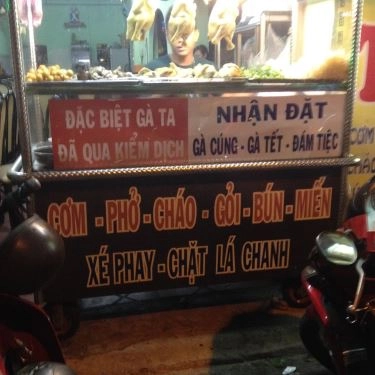 ĐẶC BIỆT GÀ TA
ĐÃ QUA KIỂM DỊCH
NHẬN ĐẶT
GÀ CÚNG - GÀ TẾT - ĐÁM TIỆC
CƠM - PHỞ - CHÁO - GỎI - BÚN - MIẾN
XÉ PHAY - CHẶT LÁ CHANH
CƠM